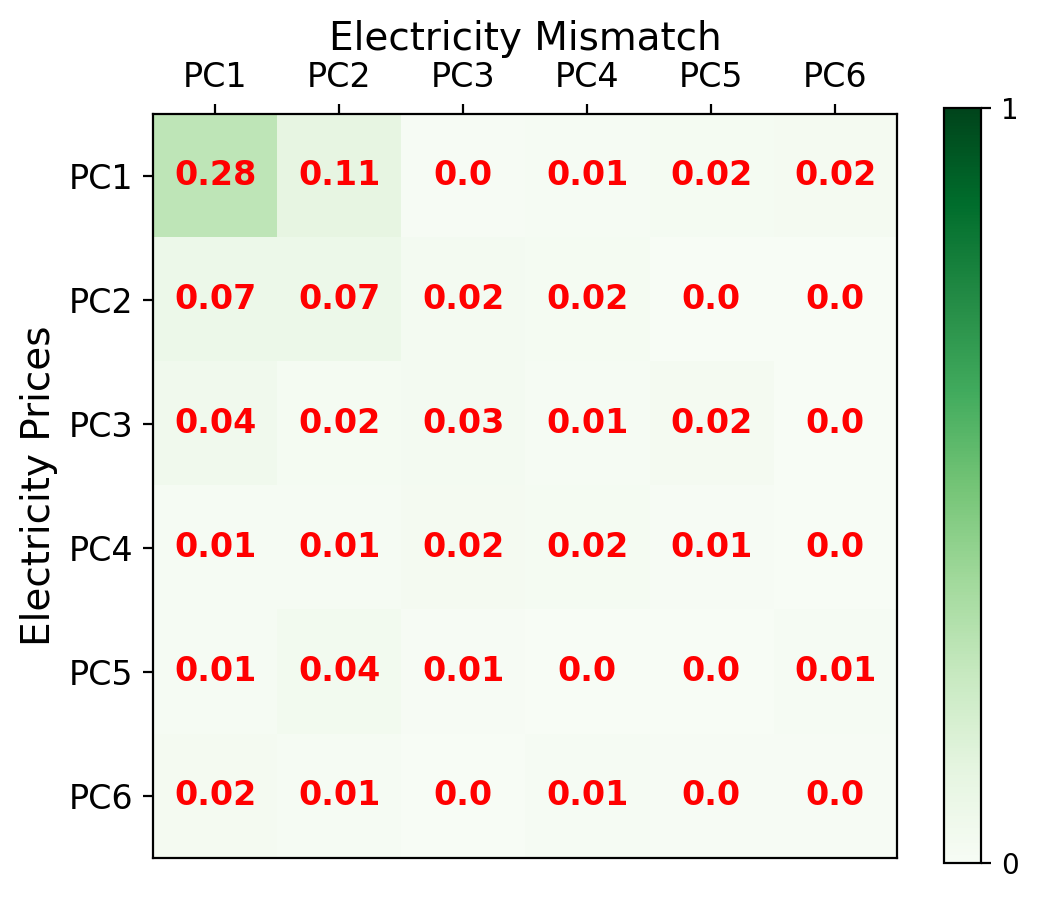 Electricity Mismatch
PC1 PC2 PC3 PC4 PC5 PC6
1
PC1 0.28 0.11 0.0 0.01 0.02 0.02
PC2 0.07 0.07 0.02 0.02 0.0 0.0
Electricity Prices
PC3 0.04 0.02 0.03 0.01 0.02 0.0
PC4 0.01 0.01 0.02 0.02 0.01 0.0
PC5 0.01 0.04 0.01 0.0 0.0 0.01
PC6 0.02 0.01 0.0 0.01 0.0 0.0
0